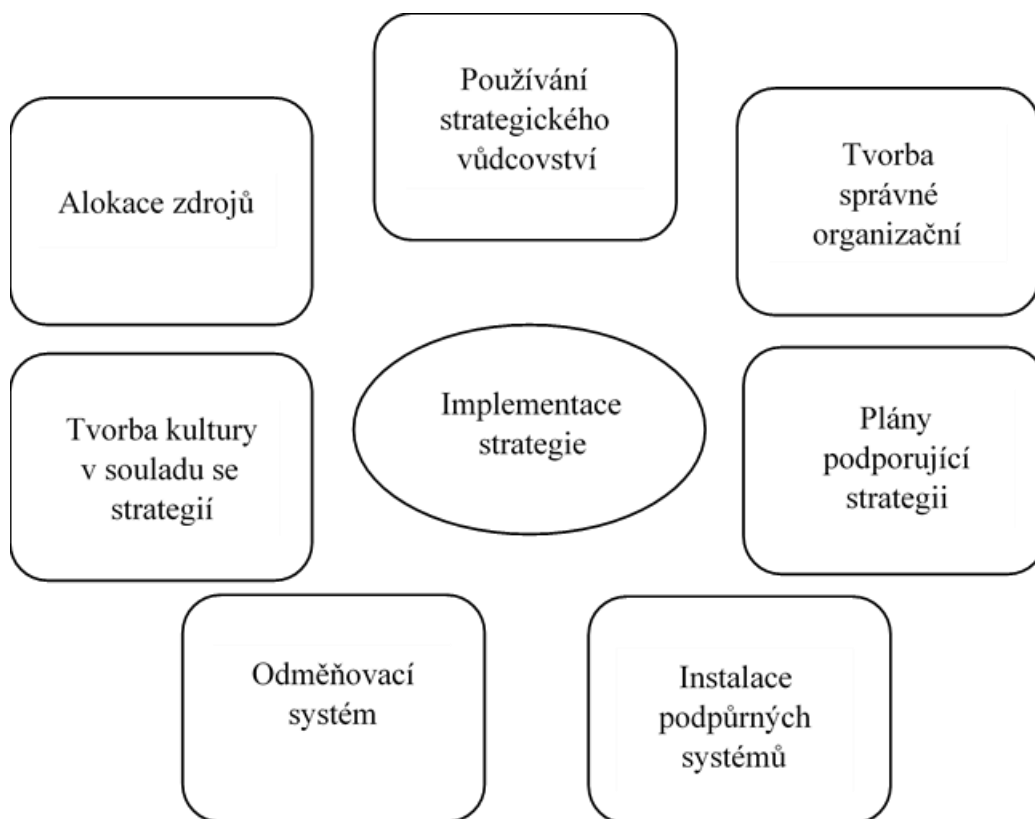 Používání
strategického
vůdcovství
Alokace zdrojů
Tvorba
správné
organizační
Implementace
strategie
Tvorba kultury
v souladu se
strategií
Plány
podporující
strategii
Odměňovací
systém
Instalace
podpůrných
systémů